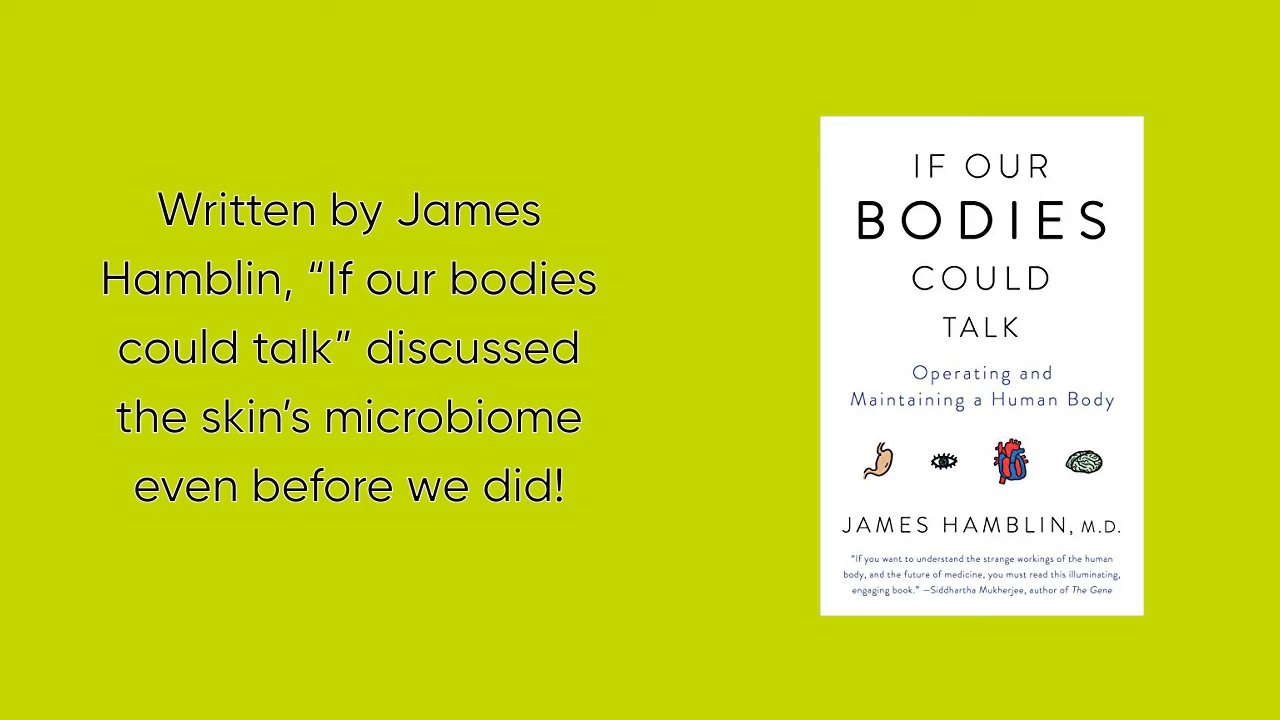 Written by James
Hamblin, “If our bodies
could talk” discussed
the skin’s microbiome
even before we did!
IF OUR
BODIES
COULD
TALK
Operating and
Maintaining a Human Body
JAMES HAMBLIN, M.D.
“If you want to understand the strange workings of the human
body, and the future of medicine, you must read this illuminating,
engaging book.” —Siddhartha Mukherjee, author of The Gene